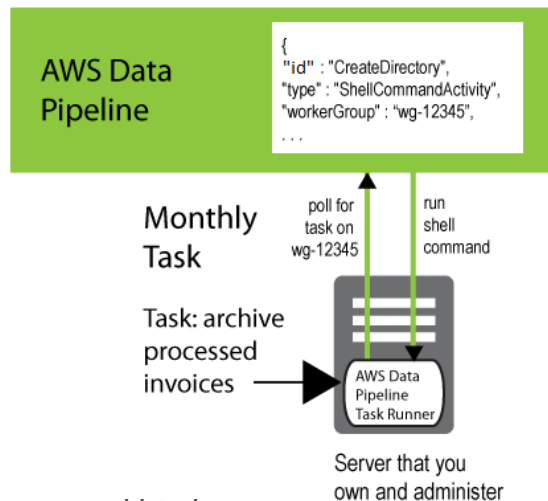 AWS Data
Pipeline
{
"id" : "CreateDirectory",
"type" : "ShellCommandActivity",
"workerGroup" : “wg-12345”,
. . .
Monthly
Task
poll for
task on
wg-12345
run
shell
command
Task: archive
processed
invoices
AWS Data
Pipeline
Task Runner
Server that you
own and administer